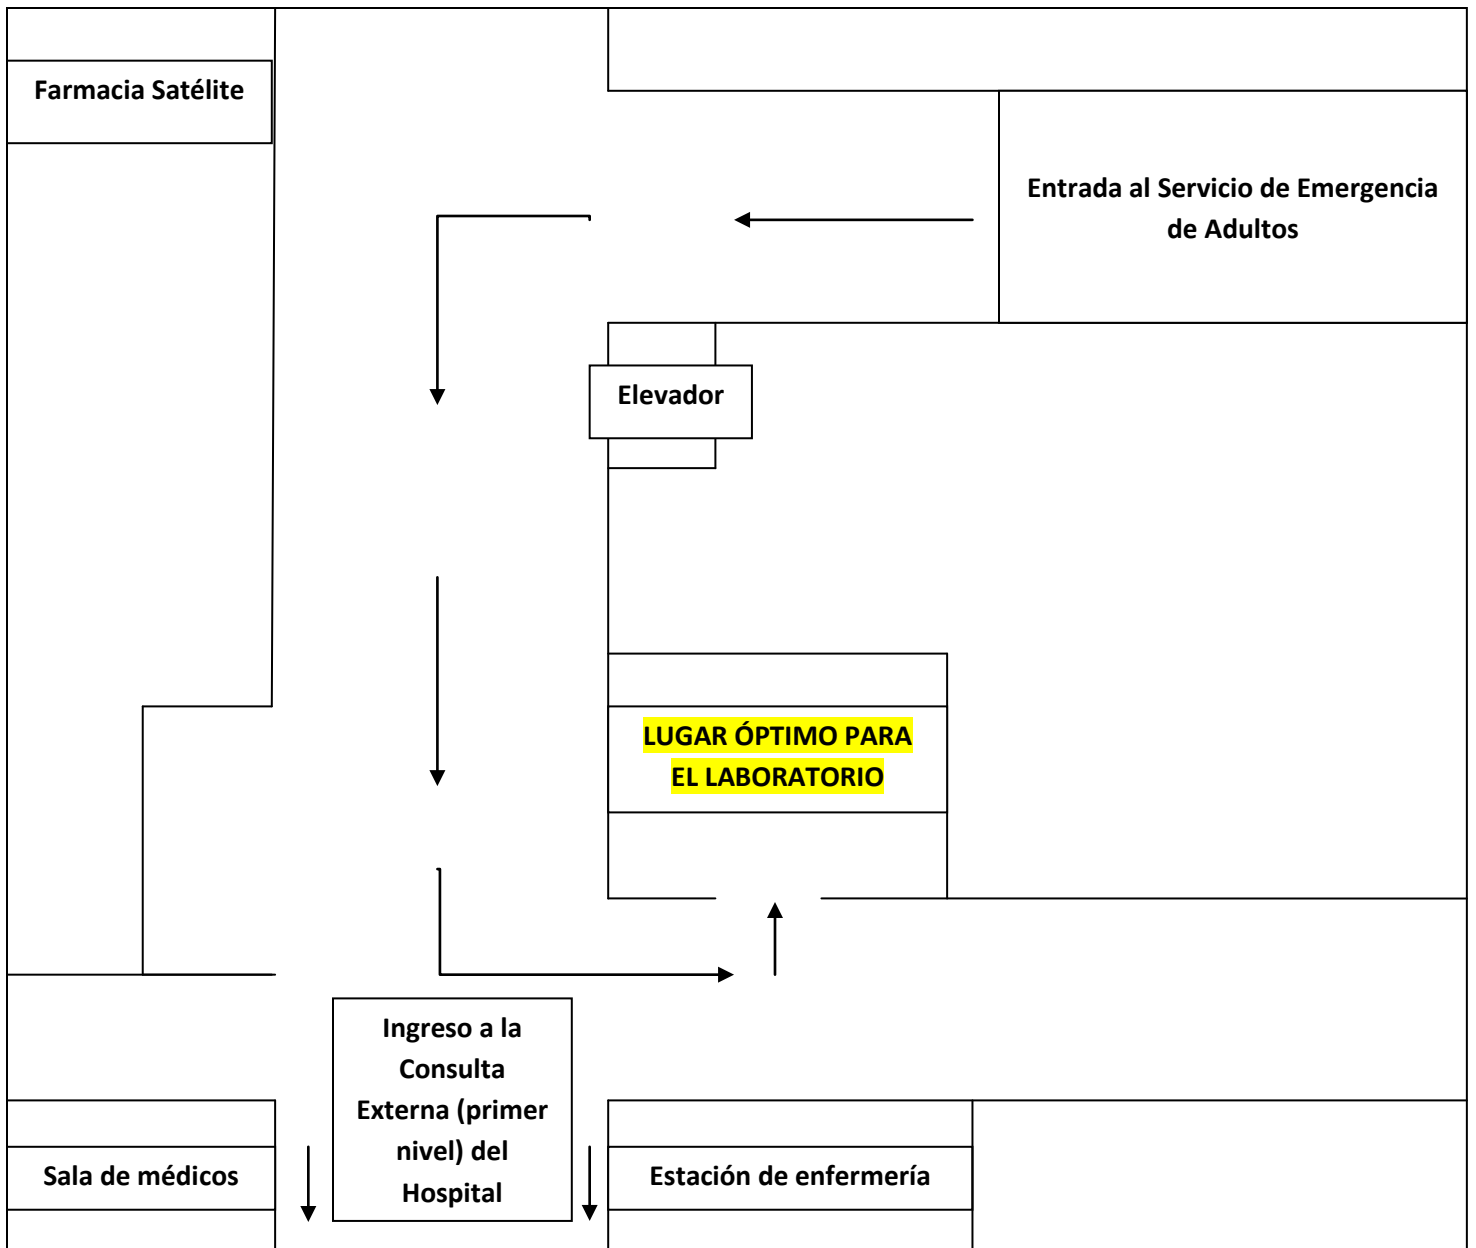 Farmacia Satélite
Entrada al Servicio de Emergencia
de Adultos
Elevador
LUGAR ÓPTIMO PARA
EL LABORATORIO
Ingreso a la
Consulta
Externa (primer
nivel) del
Hospital
Sala de médicos
Estación de enfermería